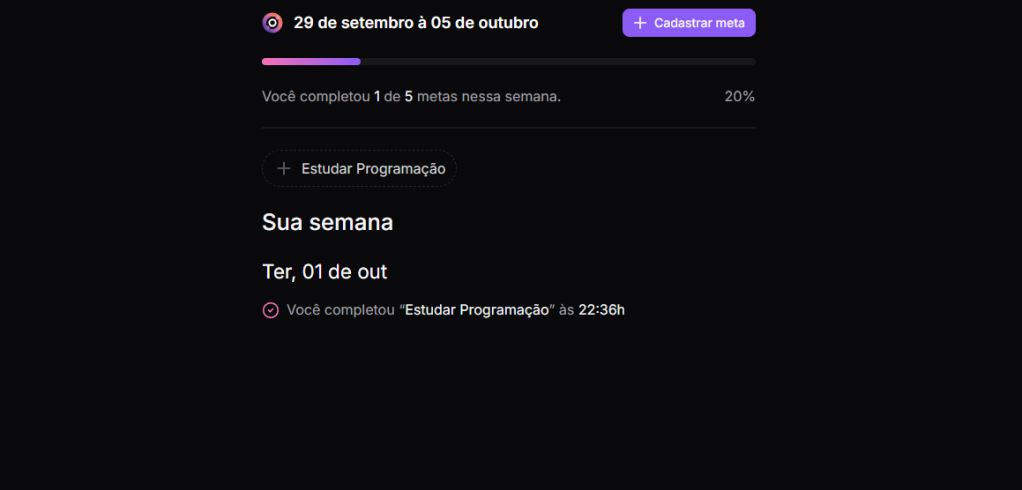 29 de setembro à 05 de outubro
Cadastrar meta
Você completou 1 de 5 metas nessa semana.
20%
Estudar Programação
Sua semana
Ter, 01 de out
Você completou “Estudar Programação” às 22:36h